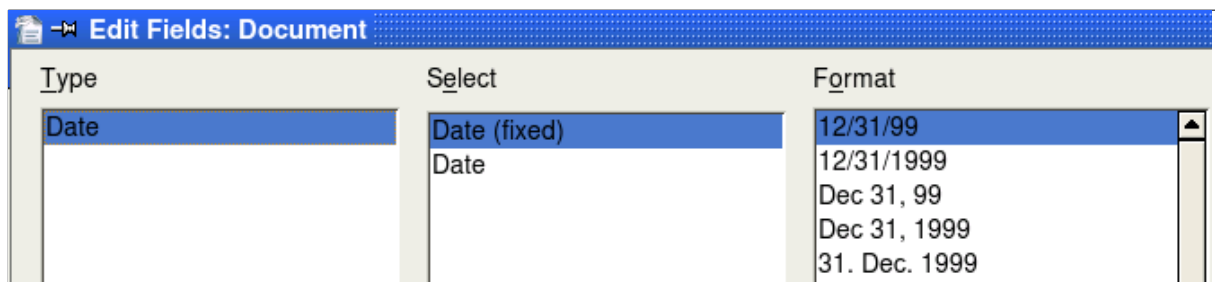 Edit Fields: Document
Type
Select
Format
Date
Date (fixed)
Date
12/31/99
12/31/1999
Dec 31, 99
Dec 31, 1999
31. Dec. 1999